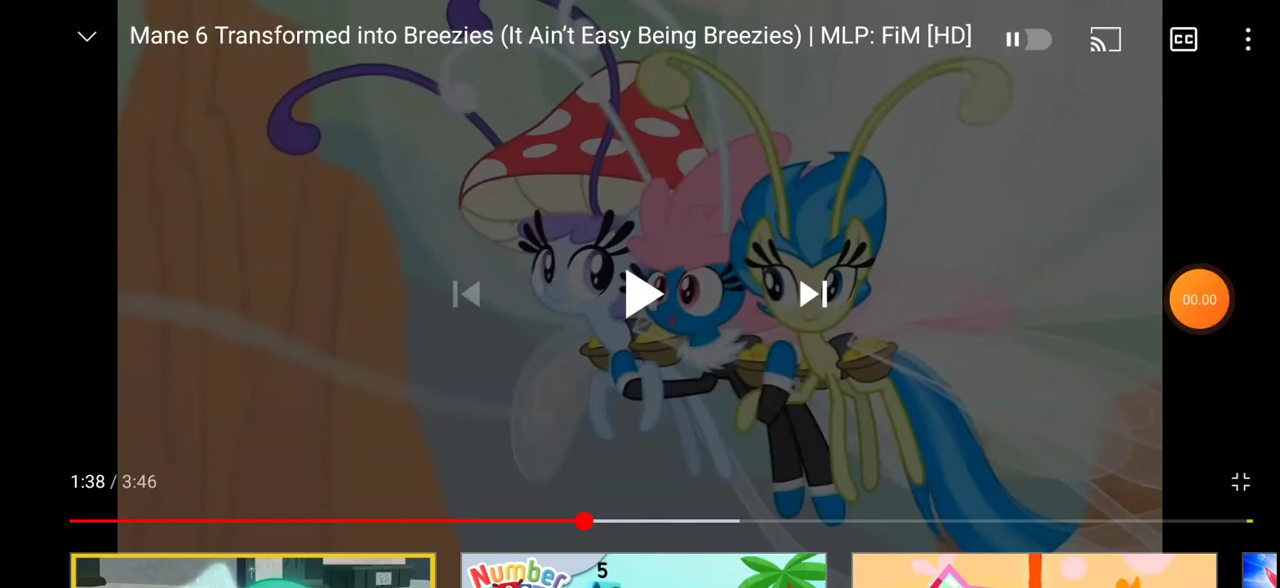 Mane 6 Transformed into Breezies (It Ain’t Easy Being Breezies) | MLP: FiM [HD]
CC
00.00
1:38 / 3:46
Number
5